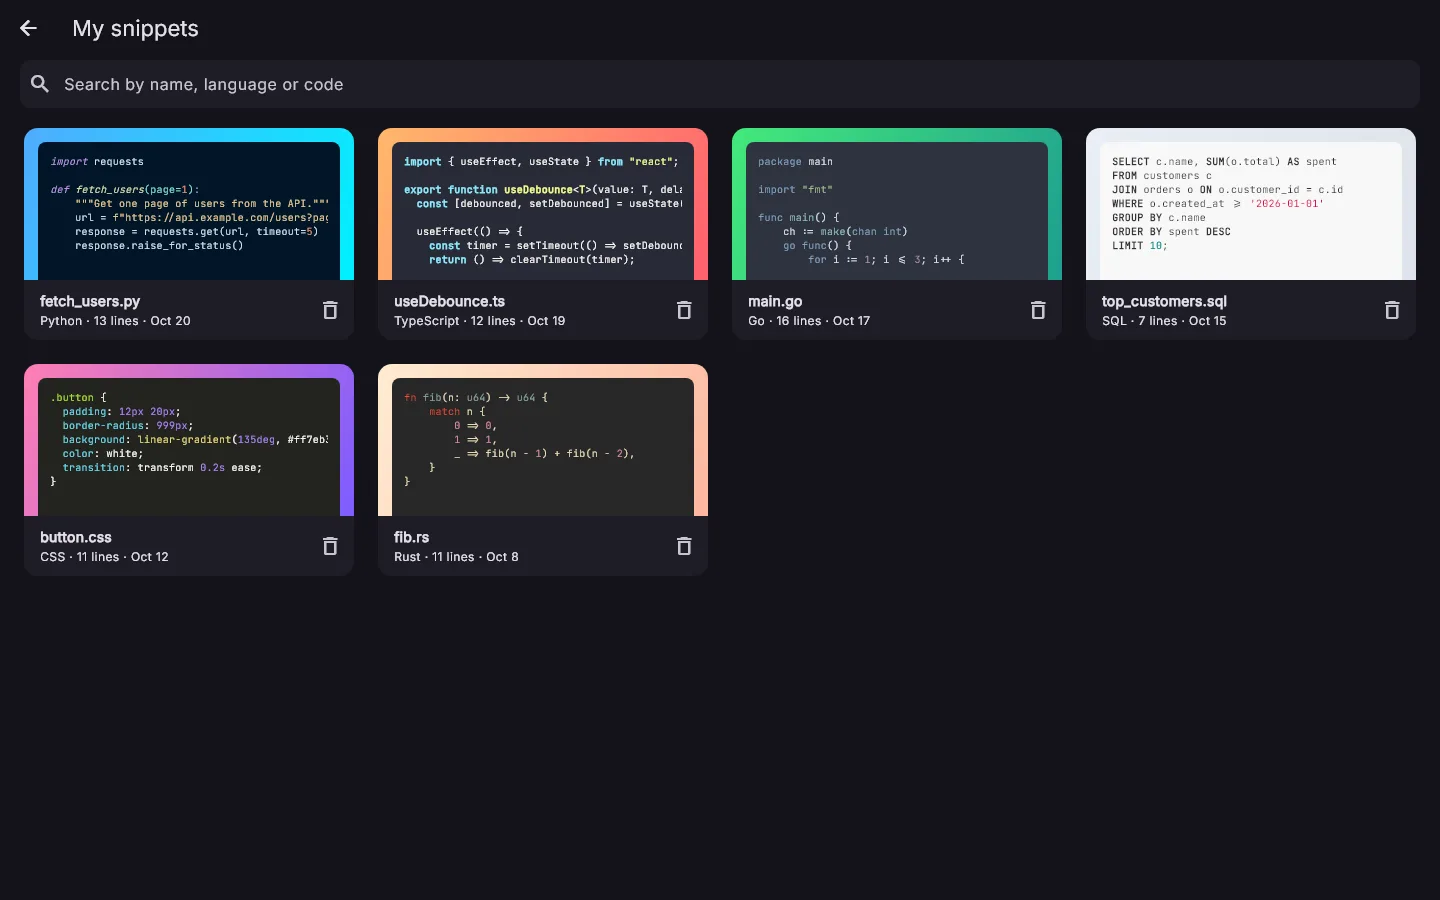 My snippets
Search by name, language or code
import requests
def fetch_users(page=1):
"""Get one page of users from the API."""
url = f"https://api.example.com/users?pag
response = requests.get(url, timeout=5)
response.raise_for_status()
fetch_users.py
Python · 13 lines · Oct 20
import { useEffect, useState } from "react";
export function useDebounce<T>(value: T, dela
const [debounced, setDebounced] = useState(
useEffect(() => {
const timer = setTimeout(() => setDebounc
return () => clearTimeout(timer);
useDebounce.ts
TypeScript · 12 lines · Oct 19
package main
import "fmt"
func main() {
ch := make(chan int)
go func() {
for i := 1; i <= 3; i++ {
main.go
Go · 16 lines · Oct 17
SELECT c.name, SUM(o.total) AS spent
FROM customers c
JOIN orders o ON o.customer_id = c.id
WHERE o.created_at >= '2026-01-01'
GROUP BY c.name
ORDER BY spent DESC
LIMIT 10;
top_customers.sql
SQL · 7 lines · Oct 15
.button {
padding: 12px 20px;
border-radius: 999px;
background: linear-gradient(135deg, #ff7eb3
color: white;
transition: transform 0.2s ease;
}
button.css
CSS · 11 lines · Oct 12
fn fib(n: u64) -> u64 {
match n {
0 => 0,
1 => 1,
_ => fib(n - 1) + fib(n - 2),
}
}
fib.rs
Rust · 11 lines · Oct 8